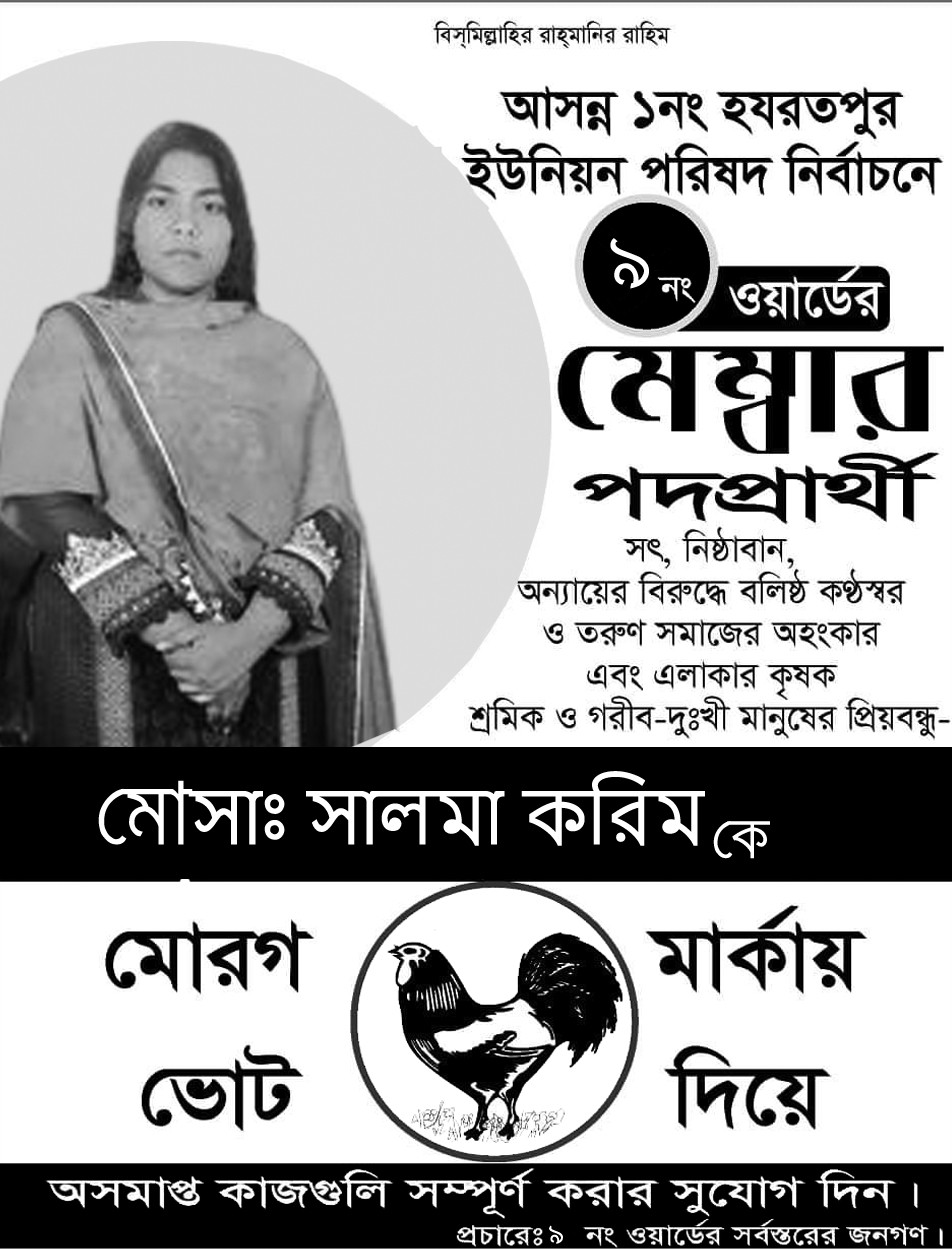 বিস্‌মিল্লাহির রাহ্‌মানির রাহিম
আসন্ন ১নং হযরতপুর
ইউনিয়ন পরিষদ নির্বাচনে
৯ নং ওয়ার্ডের
মেম্বার
পদপ্রার্থী
সৎ, নিষ্ঠাবান,
অন্যায়ের বিরুদ্ধে বলিষ্ঠ কণ্ঠস্বর
ও তরুণ সমাজের অহংকার
এবং এলাকার কৃষক
শ্রমিক ও গরীব-দুঃখী মানুষের প্রিয়বন্ধু-
মোসাঃ সালমা করিম কে
মোরগ মার্কায়
ভোট দিয়ে
অসমাপ্ত কাজগুলি সম্পূর্ণ করার সুযোগ দিন।
প্রচারেঃ ৯ নং ওয়ার্ডের সর্বস্তরের জনগণ।